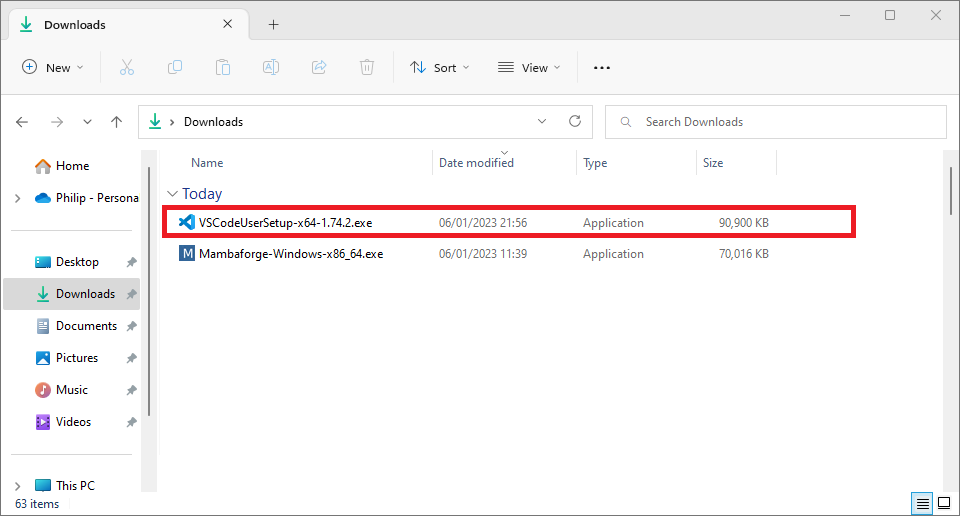 Downloads
New Sort View
Downloads Search Downloads
Name Date modified Type Size
Today
VSCodeUserSetup-x64-1.74.2.exe 06/01/2023 21:56 Application 90,900 KB
M Mambaforge-Windows-x86_64.exe 06/01/2023 11:39 Application 70,016 KB
Home
Philip - Persona
Desktop
Downloads
Documents
Pictures
Music
Videos
This PC
63 items